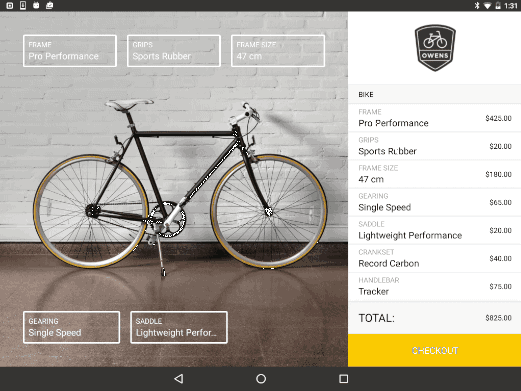 1:31
FRAME
Pro Performance
GRIPS
Sports Rubber
FRAME SIZE
47 cm
GEARING
Single Speed
SADDLE
Lightweight Perfor...
OWENS
BIKE
FRAME
Pro Performance $425.00
GRIPS
Sports Rubber $20.00
FRAME SIZE
47 cm $180.00
GEARING
Single Speed $65.00
SADDLE
Lightweight Performance $20.00
CRANKSET
Record Carbon $40.00
HANDLEBAR
Tracker $75.00
TOTAL: $825.00
CHECKOUT